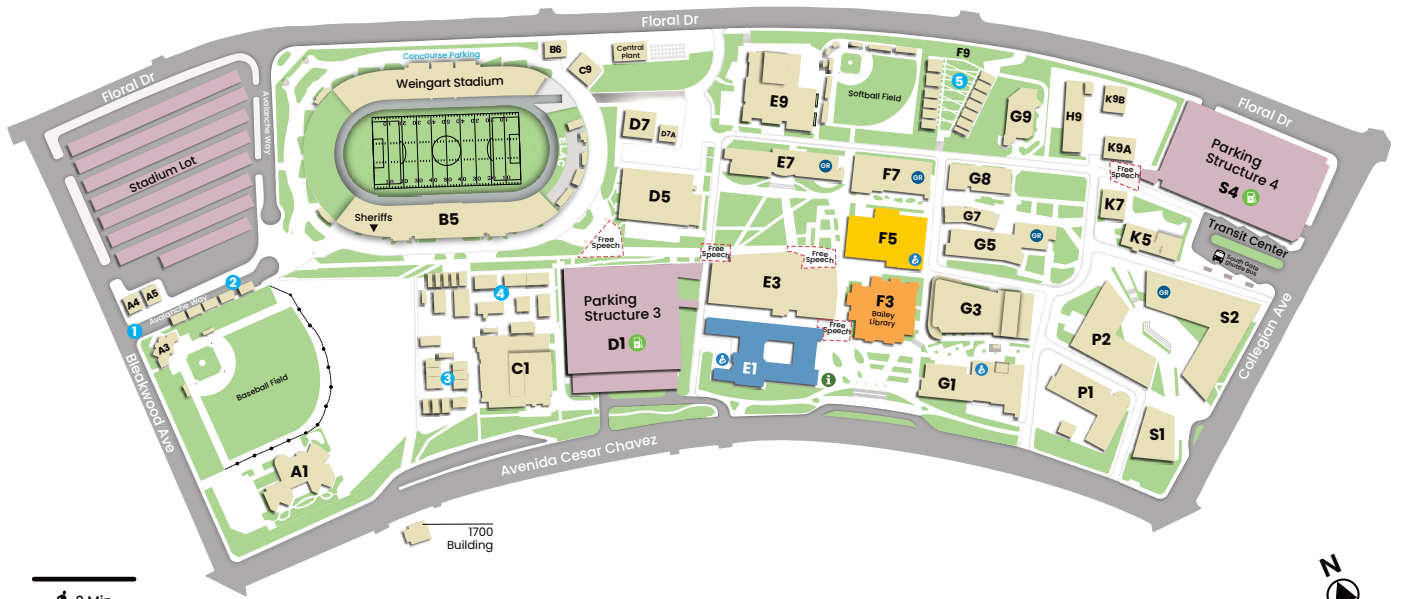 Floral Dr
Floral Dr
Floral Dr
Concourse Parking
Weingart Stadium
B6
C9
Central
Plant
Avalanche Way
Stadium Lot
ELAC
Sheriffs
B5
D7
D7A
D5
E9
Softball Field
F9
5
G9
H9
K9B
K9A
Free
Speech
Parking
Structure 4
S4
E7
GR
F7
GR
G8
G7
G5
GR
K7
K5
Transit Center
South Gate
Shuttle Bus
Free
Speech
Free
Speech
Free
Speech
F5
E3
F3
Bailey
Library
Free
Speech
G3
GR
S2
P2
P1
S1
Collegian Ave
A4
A5
Avalanche Way
2
1
A3
Bleakwood Ave
Baseball Field
A1
4
3
C1
Parking
Structure 3
D1
E1
i
G1
Avenida Cesar Chavez
1700
Building
N